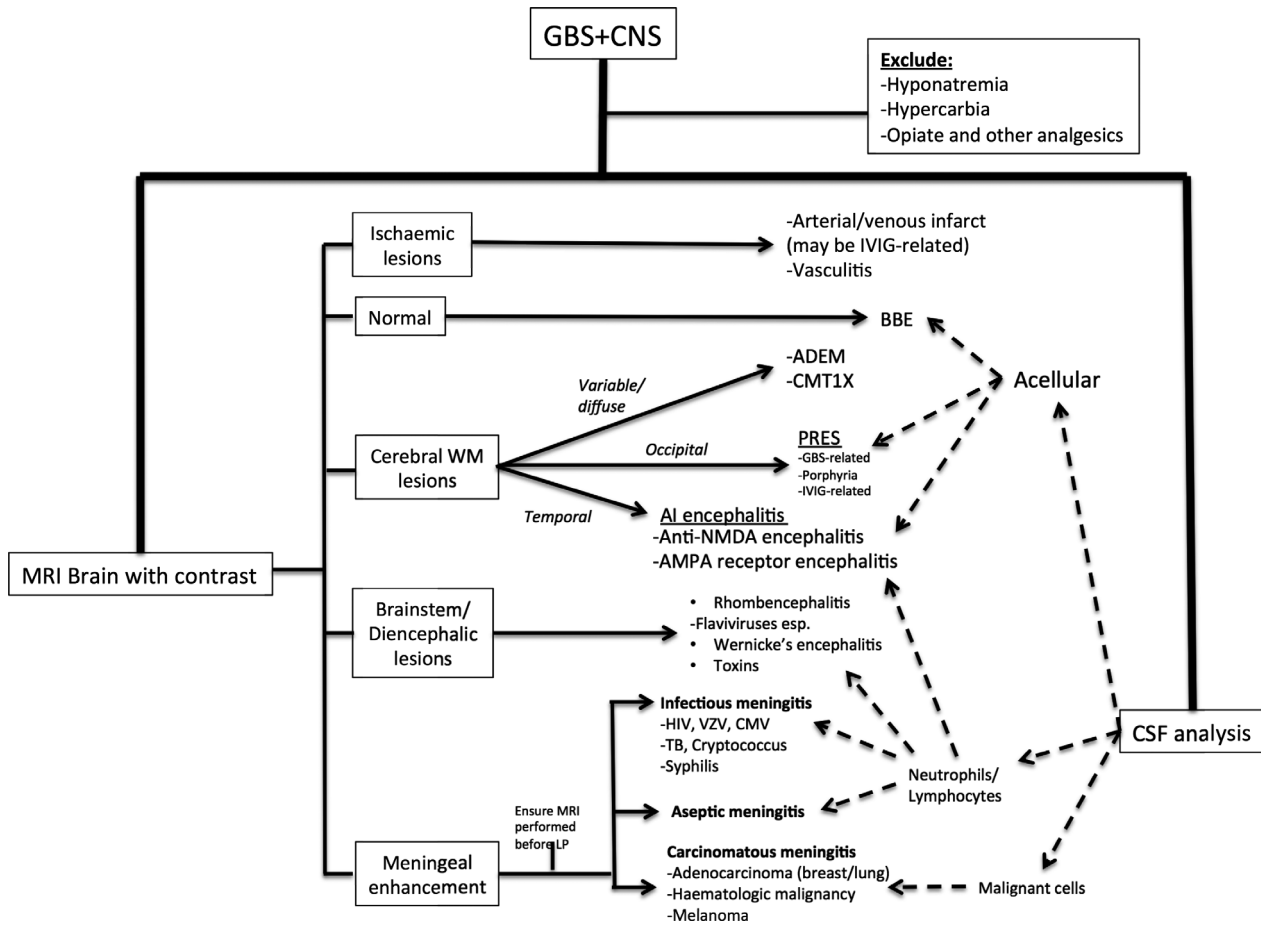 GBS+CNS
Exclude:
-Hyponatremia
-Hypercarbia
-Opiate and other analgesics
Ischaemic
lesions
-Arterial/venous infarct
(may be IVIG-related)
-Vasculitis
Normal
BBE
-ADEM
-CMT1X
Acellular
Variable/
diffuse
Cerebral WM
lesions
Occipital
PRES
-GBS-related
-Porphyria
-IVIG-related
Temporal
AI encephalitis
-Anti-NMDA encephalitis
-AMPA receptor encephalitis
MRI Brain with contrast
Brainstem/
Diencephalic
lesions
• Rhombencephalitis
-Flaviviruses esp.
• Wernicke's encephalitis
• Toxins
Infectious meningitis
-HIV, VZV, CMV
-TB, Cryptococcus
-Syphilis
CSF analysis
Neutrophils/
Lymphocytes
Ensure MRI
performed
before LP
Aseptic meningitis
Meningeal
enhancement
Carcinomatous meningitis
-Adenocarcinoma (breast/lung)
-Haematologic malignancy
-Melanoma
Malignant cells